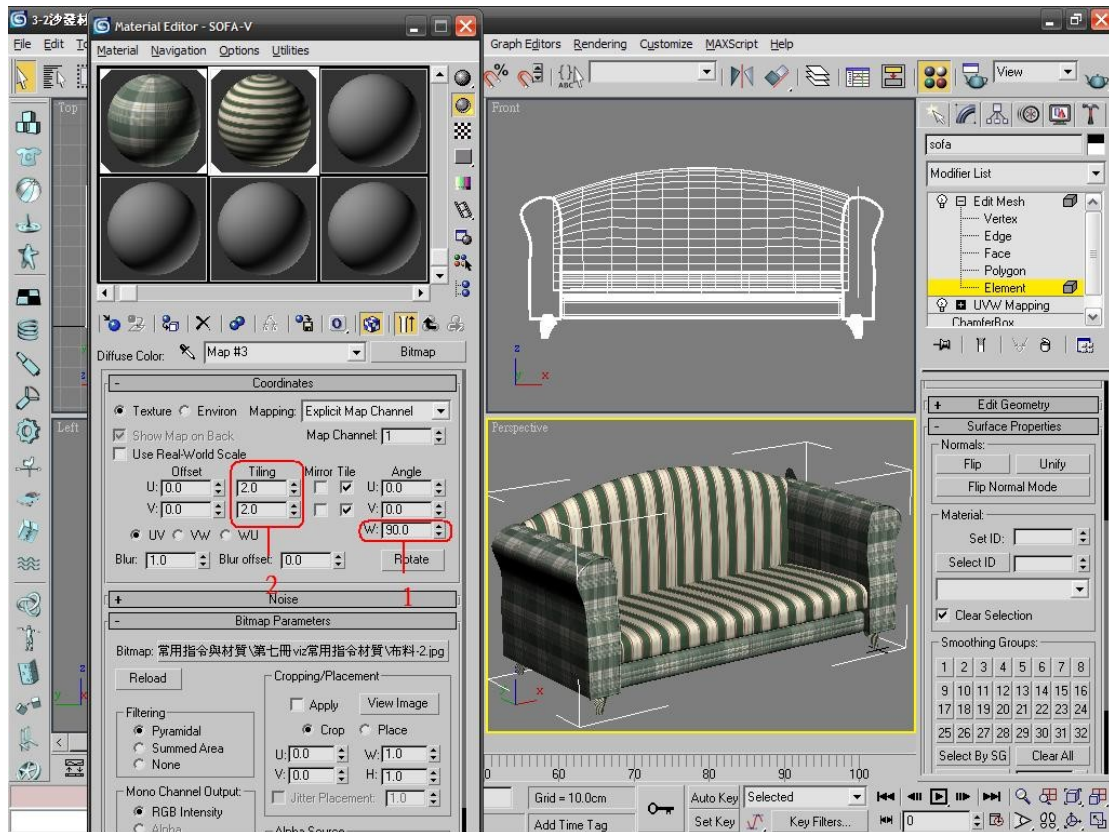 3-2沙發材
Material Editor - SOFA-V
File Edit
Material Navigation Options Utilities
Graph Editors Rendering Customize MAXScript Help
ABC
View
Top
Front
sofa
Modifier List
Edit Mesh
Vertex
Edge
Face
Polygon
Element
UVW Mapping
ChamferBox
Diffuse Color: Map #3 Bitmap
- Coordinates
Texture Environ Mapping: Explicit Map Channel
Show Map on Back Map Channel: 1
Use Real-World Scale
Offset Tiling Mirror Tile Angle
U: 0.0 2.0 U: 0.0
V: 0.0 2.0 V: 0.0
W: 90.0
UV VW WU
Blur: 1.0 Blur offset: 0.0 Rotate
2
1
+ Noise
- Bitmap Parameters
Bitmap: 常用指令與材質\第七冊viz常用指令材質\布料-2.jpg
Reload
Cropping/Placement
Apply View Image
Crop Place
U: 0.0 W: 1.0
V: 0.0 H: 1.0
Jitter Placement: 1.0
Filtering
Pyramidal
Summed Area
None
Mono Channel Output:
RGB Intensity
Alpha
Alpha Source
Left
Perspective
z
y x
+ Edit Geometry
- Surface Properties
Normals:
Flip Unify
Flip Normal Mode
Material:
Set ID:
Select ID
Clear Selection
Smoothing Groups:
1 2 3 4 5 6 7 8
9 10 11 12 13 14 15 16
17 18 19 20 21 22 23 24
25 26 27 28 29 30 31 32
Select By SG Clear All
0 60 70 80 90 100
Grid = 10.0cm
Add Time Tag
Auto Key Selected
Set Key Key Filters...
0